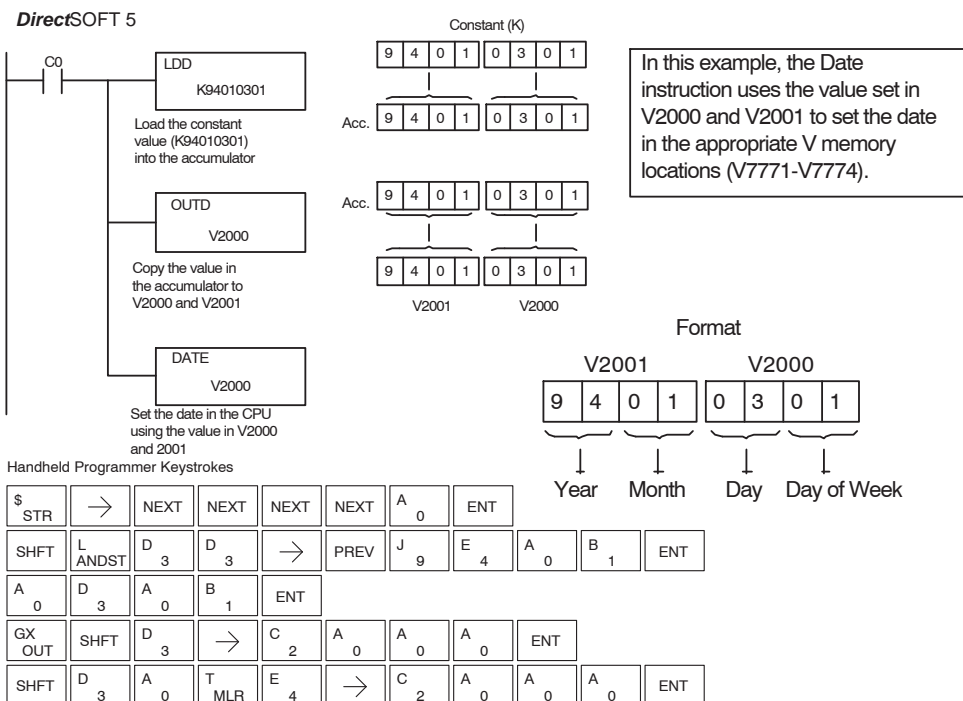 DirectSOFT 5
C0
LDD
K94010301
Load the constant
value (K94010301)
into the accumulator
OUTD
V2000
Copy the value in
the accumulator to
V2000 and V2001
DATE
V2000
Set the date in the CPU
using the value in V2000
and 2001
Constant (K)
9 4 0 1 0 3 0 1
Acc. 9 4 0 1 0 3 0 1
Acc. 9 4 0 1 0 3 0 1
9 4 0 1 0 3 0 1
V2001 V2000
In this example, the Date
instruction uses the value set in
V2000 and V2001 to set the date
in the appropriate V memory
locations (V7771-V7774).
Format
V2001 V2000
9 4 0 1 0 3 0 1
Year Month Day Day of Week
Handheld Programmer Keystrokes
$ STR → NEXT NEXT NEXT NEXT A 0 ENT
SHFT L ANDST D 3 D 3 → PREV J 9 E 4 A 0 B 1 ENT
A 0 D 3 A 0 B 1 ENT
GX OUT SHFT D 3 → C 2 A 0 A 0 A 0 ENT
SHFT D 3 A 0 T MLR E 4 → C 2 A 0 A 0 A 0 ENT